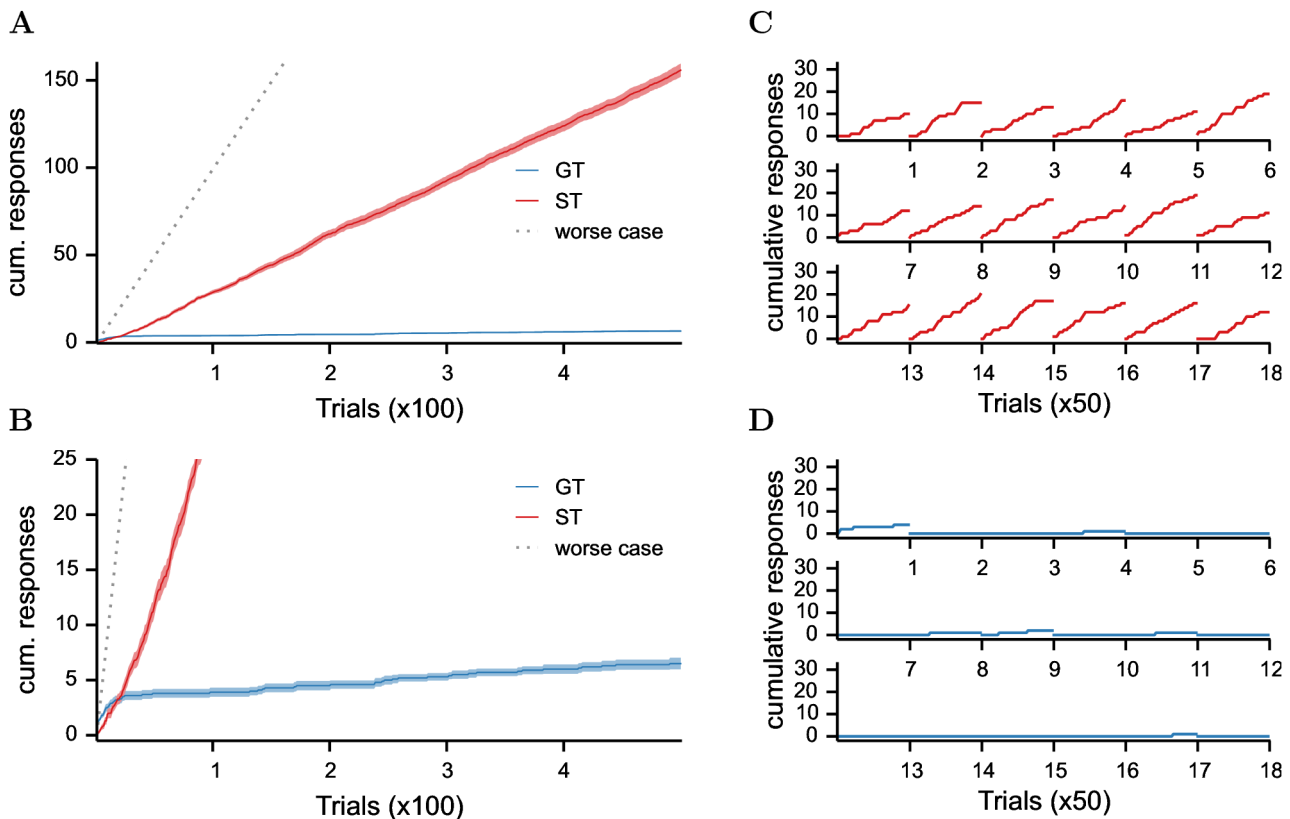 A
cum. responses
150
100
50
0
GT
ST
worse case
1 2 3 4
Trials (x100)
B
cum. responses
25
20
15
10
5
0
GT
ST
worse case
1 2 3 4
Trials (x100)
C
cumulative responses
30
20
10
0
1 2 3 4 5 6
30
20
10
0
7 8 9 10 11 12
30
20
10
0
13 14 15 16 17 18
Trials (x50)
D
cumulative responses
30
20
10
0
1 2 3 4 5 6
30
20
10
0
7 8 9 10 11 12
30
20
10
0
13 14 15 16 17 18
Trials (x50)